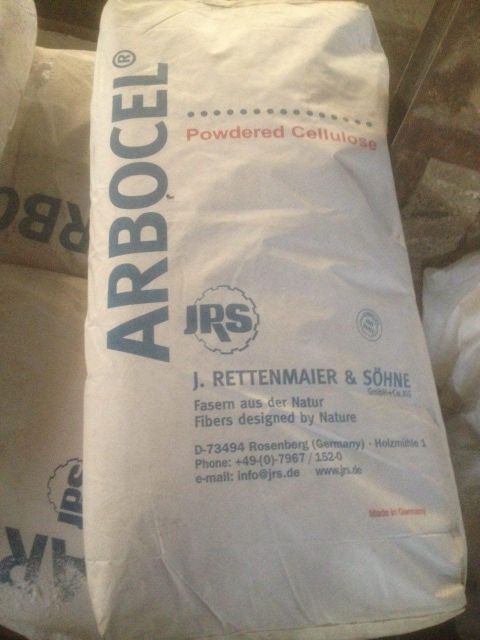 ARBOCEL®
Powdered Cellulose
JRS
J. RETTENMAIER & SÖHNE
GmbH+Co.KG
Fasern aus der Natur
Fibers designed by Nature
D-73494 Rosenberg (Germany) - Holzmühle 1
Phone: +49-(0)-7967 / 152-0
e-mail: info@jrs.de www.jrs.de
Made in Germany
RBO
JRS